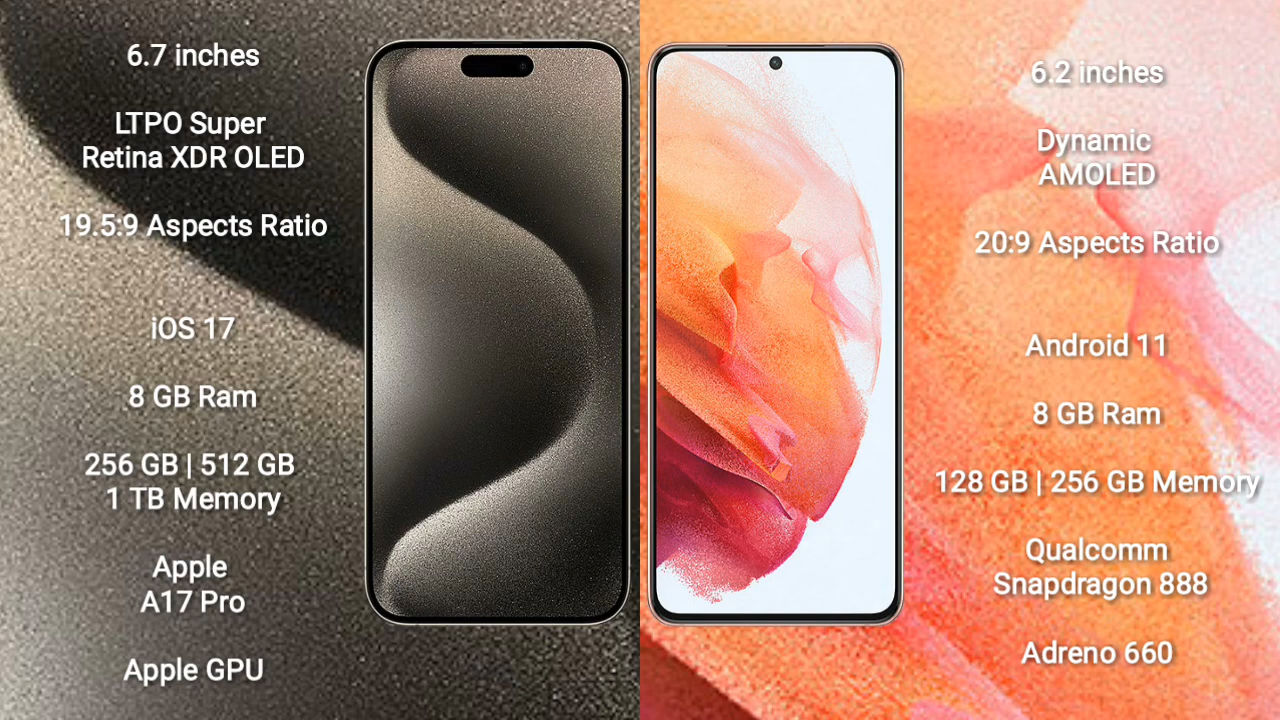 6.7 inches
LTPO Super
Retina XDR OLED
19.5:9 Aspects Ratio
iOS 17
8 GB Ram
256 GB | 512 GB
1 TB Memory
Apple
A17 Pro
Apple GPU
6.2 inches
Dynamic
AMOLED
20:9 Aspects Ratio
Android 11
8 GB Ram
128 GB | 256 GB Memory
Qualcomm
Snapdragon 888
Adreno 660